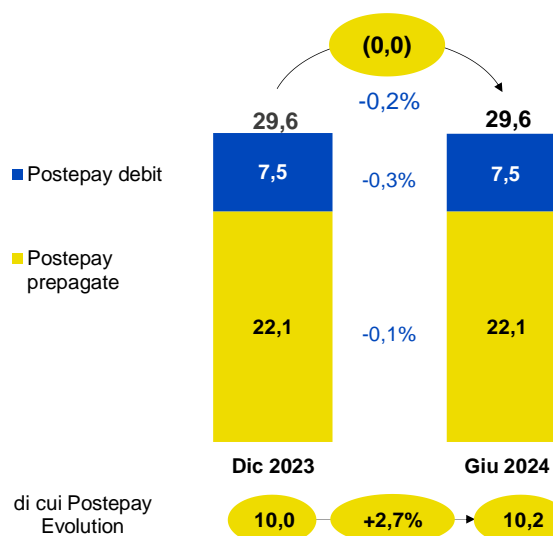 (0,0)
-0,2%
29,6
29,6
Postepay debit
7,5
-0,3%
7,5
Postepay
prepagate
22,1
-0,1%
22,1
Dic 2023
Giu 2024
di cui Postepay
Evolution
10,0
+2,7%
10,2